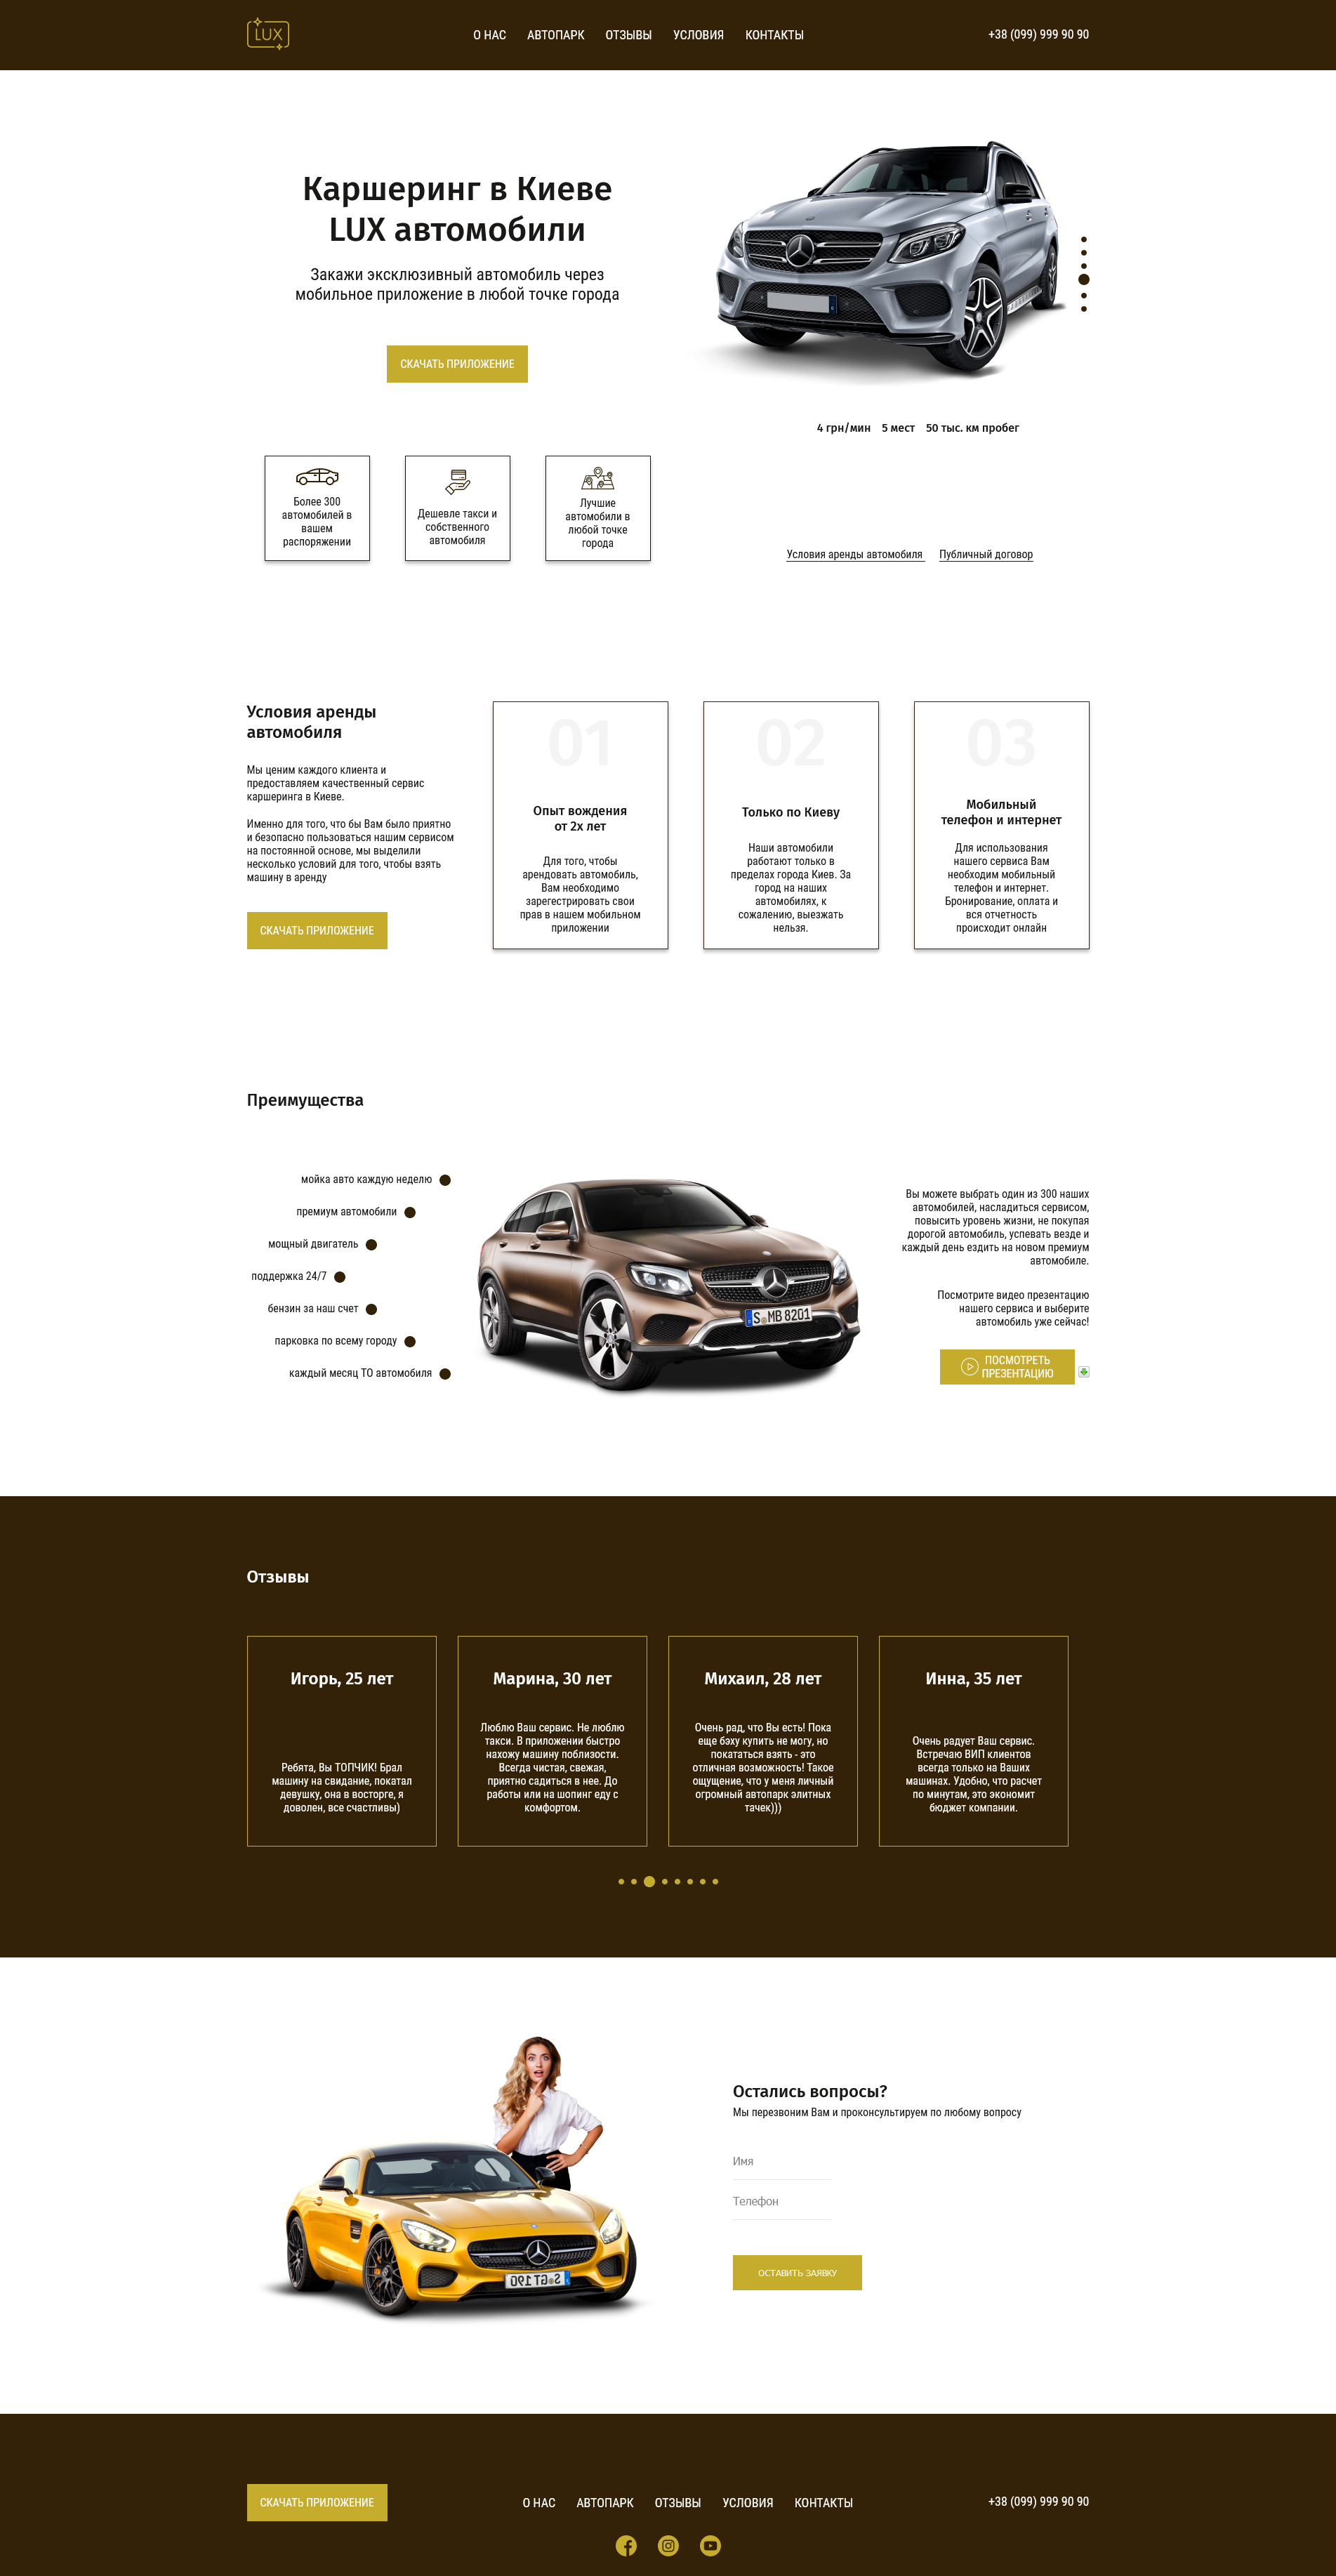 LUX
О НАС АВТОПАРК ОТЗЫВЫ УСЛОВИЯ КОНТАКТЫ
+38 (099) 999 90 90
Каршеринг в Киеве
LUX автомобили
Закажи эксклюзивный автомобиль через
мобильное приложение в любой точке города
СКАЧАТЬ ПРИЛОЖЕНИЕ
4 грн/мин 5 мест 50 тыс. км пробег
Более 300
автомобилей в
вашем
распоряжении
Дешевле такси и
собственного
автомобиля
Лучшие
автомобили в
любой точке
города
Условия аренды автомобиля Публичный договор
Условия аренды
автомобиля
Мы ценим каждого клиента и
предоставляем качественный сервис
каршеринга в Киеве.
Именно для того, что бы Вам было приятно
и безопасно пользоваться нашим сервисом
на постоянной основе, мы выделили
несколько условий для того, чтобы взять
машину в аренду
СКАЧАТЬ ПРИЛОЖЕНИЕ
01
Опыт вождения
от 2х лет
Для того, чтобы
арендовать автомобиль,
Вам необходимо
зарегестрировать свои
прав в нашем мобильном
приложении
02
Только по Киеву
Наши автомобили
работают только в
пределах города Киев. За
город на наших
автомобилях, к
сожалению, выезжать
нельзя.
03
Мобильный
телефон и интернет
Для использования
нашего сервиса Вам
необходим мобильный
телефон и интернет.
Бронирование, оплата и
вся отчетность
происходит онлайн
Преимущества
мойка авто каждую неделю
премиум автомобили
мощный двигатель
поддержка 24/7
бензин за наш счет
парковка по всему городу
каждый месяц ТО автомобиля
S MB 8201
Вы можете выбрать один из 300 наших
автомобилей, насладиться сервисом,
повысить уровень жизни, не покупая
дорогой автомобиль, успевать везде и
каждый день ездить на новом премиум
автомобиле.
Посмотрите видео презентацию
нашего сервиса и выберите
автомобиль уже сейчас!
ПОСМОТРЕТЬ
ПРЕЗЕНТАЦИЮ
Отзывы
Игорь, 25 лет
Ребята, Вы ТОПЧИК! Брал
машину на свидание, покатал
девушку, она в восторге, я
доволен, все счастливы)
Марина, 30 лет
Люблю Ваш сервис. Не люблю
такси. В приложении быстро
нахожу машину поблизости.
Всегда чистая, свежая,
приятно садиться в нее. До
работы или на шопинг еду с
комфортом.
Михаил, 28 лет
Очень рад, что Вы есть! Пока
еще бэху купить не могу, но
покататься взять - это
отличная возможность! Такое
ощущение, что у меня личный
огромный автопарк элитных
тачек)))
Инна, 35 лет
Очень радует Ваш сервис.
Встречаю ВИП клиентов
всегда только на Ваших
машинах. Удобно, что расчет
по минутам, это экономит
бюджет компании.
S GT 190
Остались вопросы?
Мы перезвоним Вам и проконсультируем по любому вопросу
Имя
Телефон
ОСТАВИТЬ ЗАЯВКУ
СКАЧАТЬ ПРИЛОЖЕНИЕ
О НАС АВТОПАРК ОТЗЫВЫ УСЛОВИЯ КОНТАКТЫ
+38 (099) 999 90 90